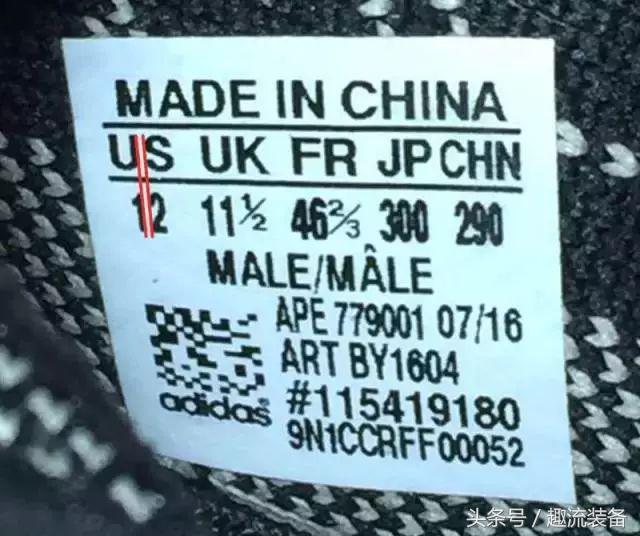 MADE IN CHINA
US UK FR JP CHN
12 11½ 46⅔ 300 290
MALE/MÂLE
APE 779001 07/16
ART BY1604
#115419180
adidas®
9N1CCRFF00052
头条号 / 趣流装备